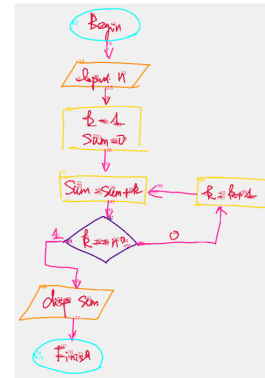 Begin
Input n
k = 1
Sum=0
Sum = Sum+k
k = k+1
k == n?
1
0
disp sum
Finish